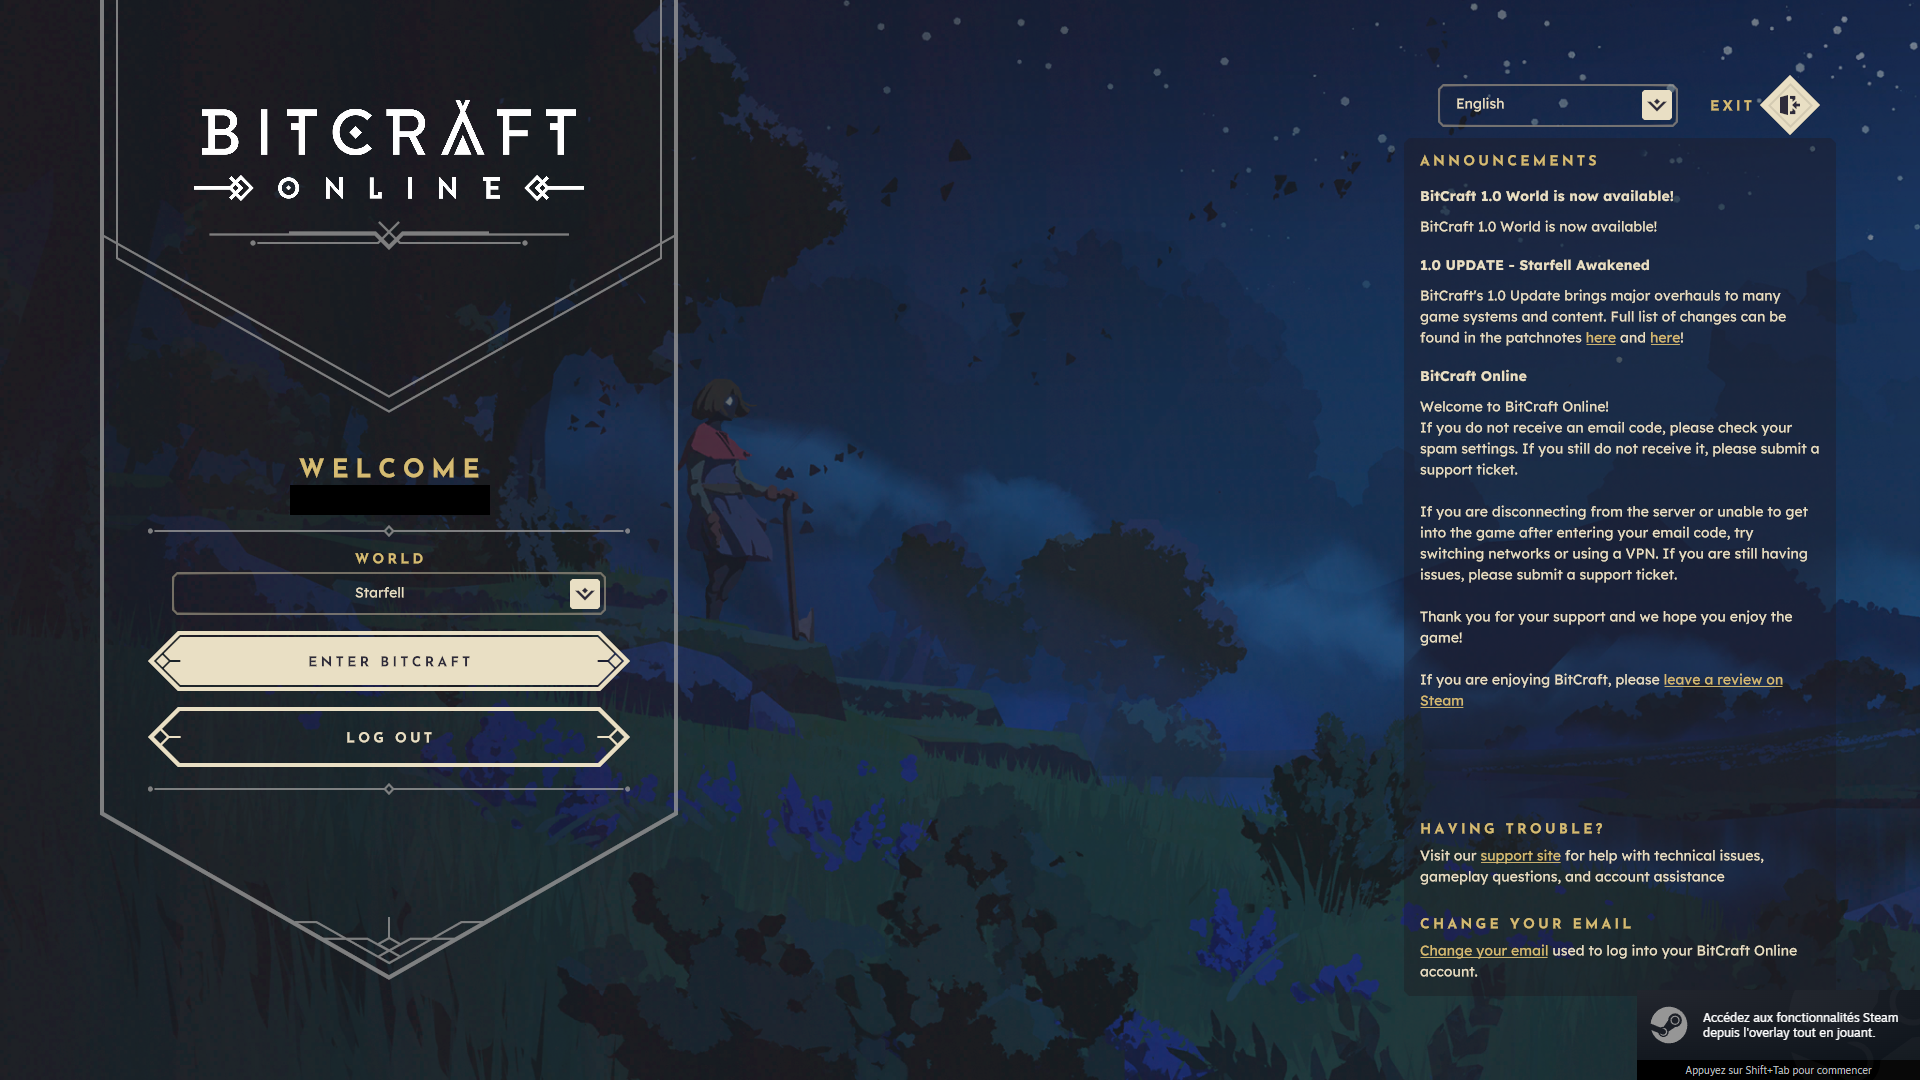 BITCRAFT
ONLINE
WELCOME
WORLD
Starfell
ENTER BITCRAFT
LOG OUT
English
EXIT
ANNOUNCEMENTS
BitCraft 1.0 World is now available!
BitCraft 1.0 World is now available!
1.0 UPDATE - Starfell Awakened
BitCraft's 1.0 Update brings major overhauls to many
game systems and content. Full list of changes can be
found in the patchnotes here and here!
BitCraft Online
Welcome to BitCraft Online!
If you do not receive an email code, please check your
spam settings. If you still do not receive it, please submit a
support ticket.
If you are disconnecting from the server or unable to get
into the game after entering your email code, try
switching networks or using a VPN. If you are still having
issues, please submit a support ticket.
Thank you for your support and we hope you enjoy the
game!
If you are enjoying BitCraft, please leave a review on
Steam
HAVING TROUBLE?
Visit our support site for help with technical issues,
gameplay questions, and account assistance
CHANGE YOUR EMAIL
Change your email used to log into your BitCraft Online
account.
Accédez aux fonctionnalités Steam
depuis l'overlay tout en jouant.
Appuyez sur Shift+Tab pour commencer